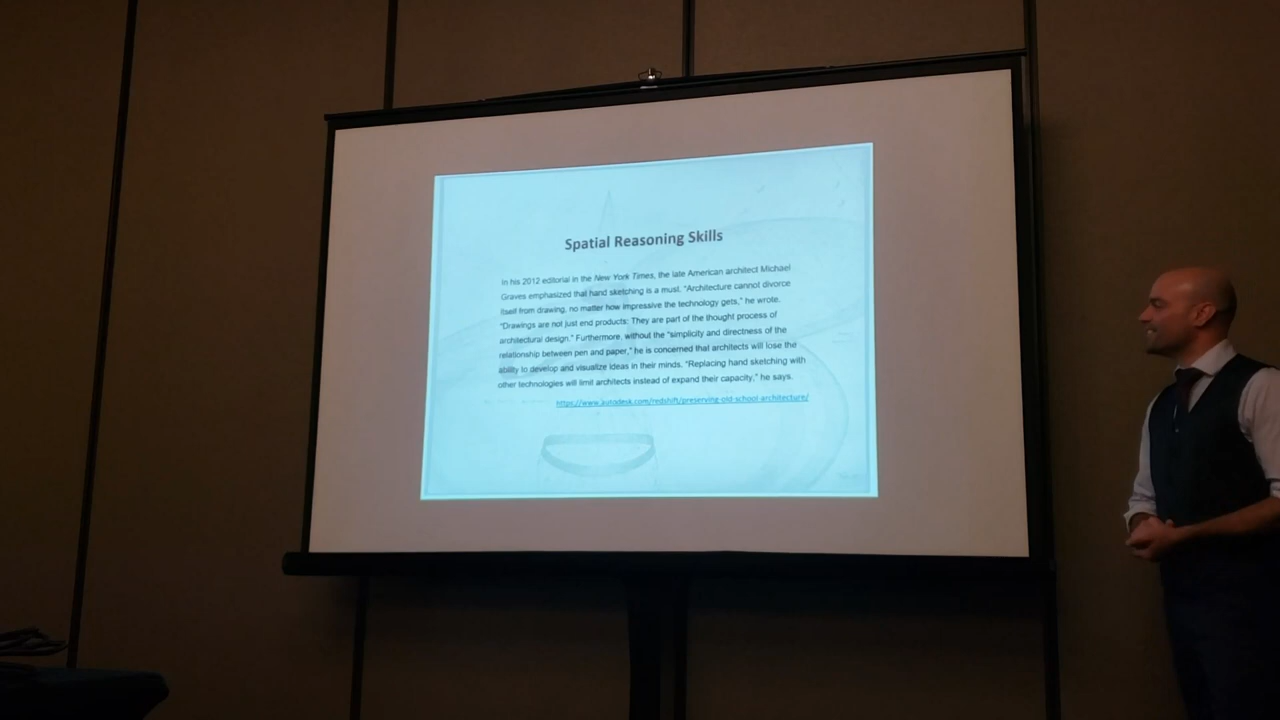 Spatial Reasoning Skills
In his 2012 editorial in the New York Times, the late American architect Michael
Graves emphasized that hand sketching is a must. "Architecture cannot divorce
itself from drawing, no matter how impressive the technology gets," he wrote.
"Drawings are not just end products: They are part of the thought process of
architectural design." Furthermore, without the "simplicity and directness of the
relationship between pen and paper," he is concerned that architects will lose the
ability to develop and visualize ideas in their minds. "Replacing hand sketching with
other technologies will limit architects instead of expand their capacity," he says.
https://www.autodesk.com/redshift/preserving-old-school-architecture/